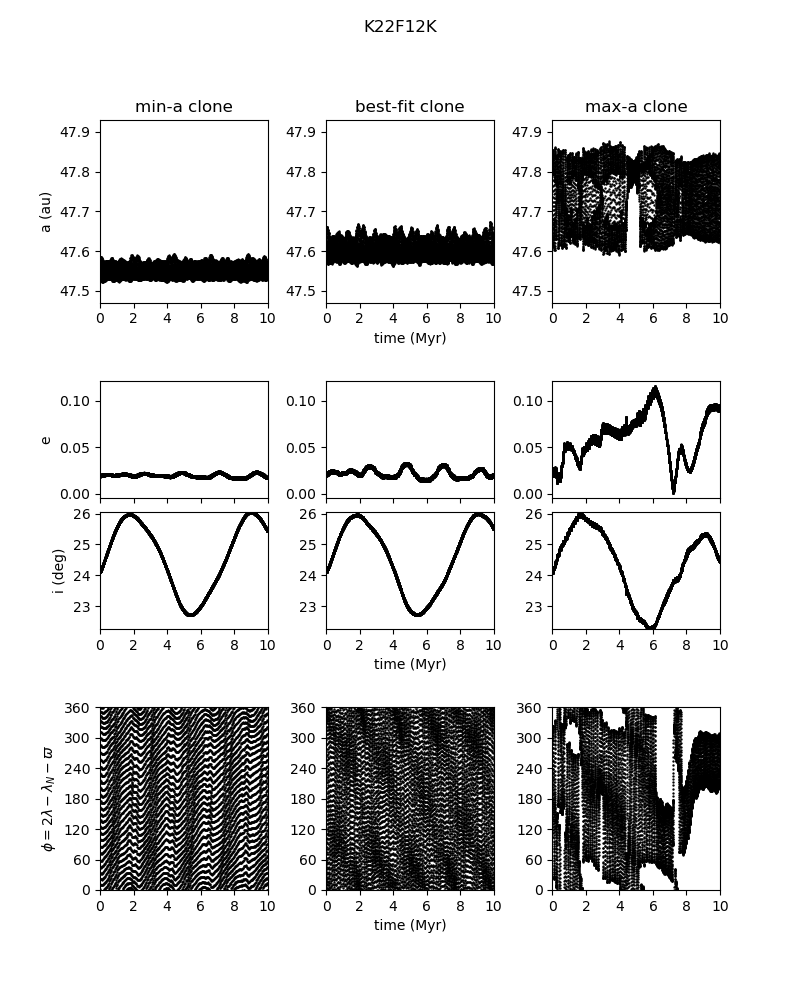 K22F12K
min-a clone best-fit clone max-a clone
47.9 47.9 47.9
47.8 47.8 47.8
47.7 47.7 47.7
47.6 47.6 47.6
47.5 47.5 47.5
a (au)
0 2 4 6 8 10 0 2 4 6 8 10 0 2 4 6 8 10
time (Myr)
0.10 0.10 0.10
0.05 0.05 0.05
0.00 0.00 0.00
e
26 26 26
25 25 25
24 24 24
23 23 23
i (deg)
0 2 4 6 8 10 0 2 4 6 8 10 0 2 4 6 8 10
time (Myr)
360 360 360
300 300 300
240 240 240
180 180 180
120 120 120
60 60 60
0 0 0
ϕ = 2λ − λ_N − ϖ
0 2 4 6 8 10 0 2 4 6 8 10 0 2 4 6 8 10
time (Myr)